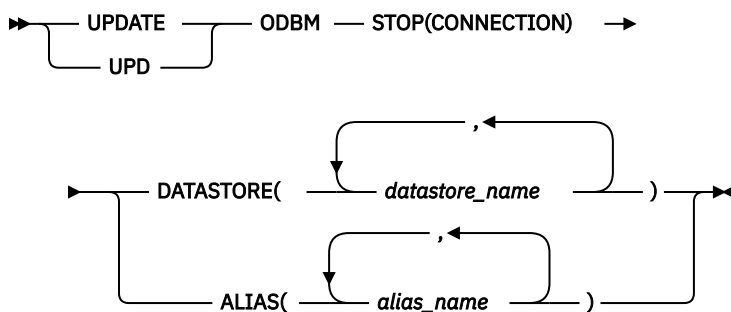 UPDATE ODBM STOP(CONNECTION)
UPD
,
DATASTORE( datastore_name )
,
ALIAS( alias_name )